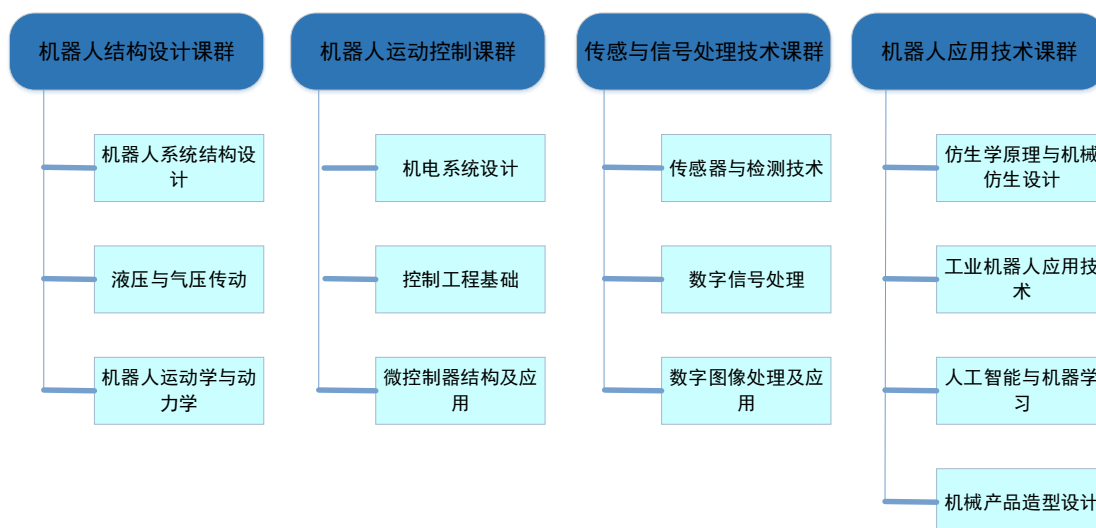 机器人结构设计课群
机器人系统结构设
计
液压与气压传动
机器人运动学与动
力学
机器人运动控制课群
机电系统设计
控制工程基础
微控制器结构及应
用
传感与信号处理技术课群
传感器与检测技术
数字信号处理
数字图像处理及应
用
机器人应用技术课群
仿生学原理与机械
仿生设计
工业机器人应用技
术
人工智能与机器学
习
机械产品造型设计